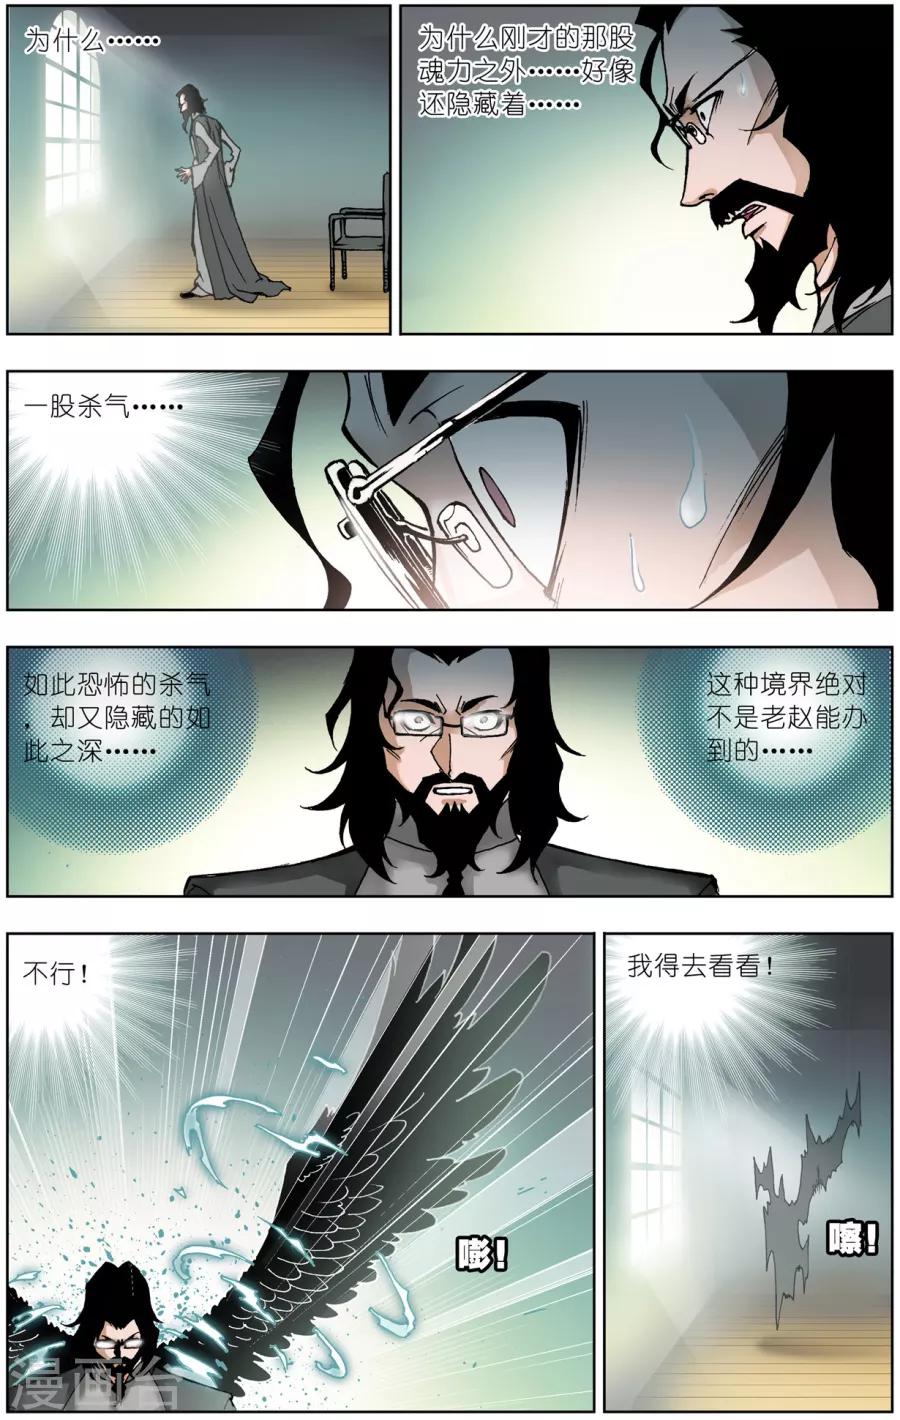 为什么……
为什么刚才的那股
魂力之外……好像
还隐藏着……
一股杀气……
如此恐怖的杀气
，却又隐藏的如
此之深……
这种境界绝对
不是老赵能办
到的……
不行！
嘭！
我得去看看！
嚓！
漫画台